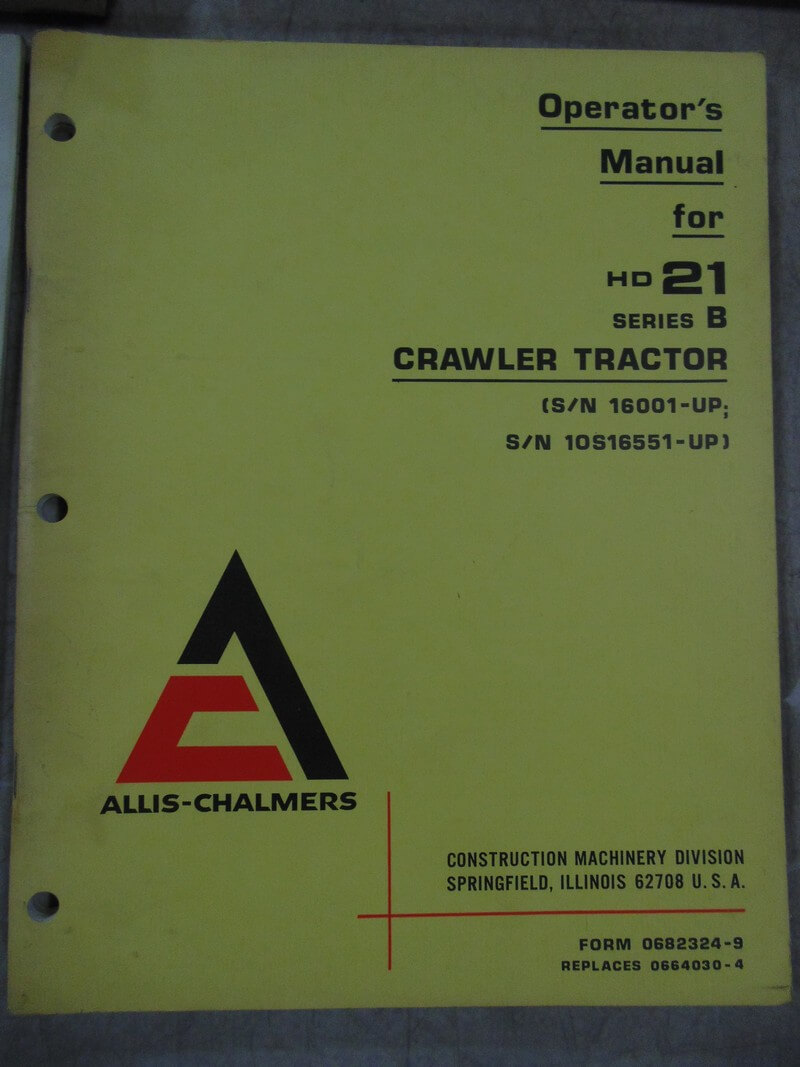 Operator's
Manual
for
HD 21
SERIES B
CRAWLER TRACTOR
(S/N 16001-UP;
S/N 10S16551-UP)
ALLIS-CHALMERS
CONSTRUCTION MACHINERY DIVISION
SPRINGFIELD, ILLINOIS 62708 U.S.A.
FORM 0682324-9
REPLACES 0664030-4